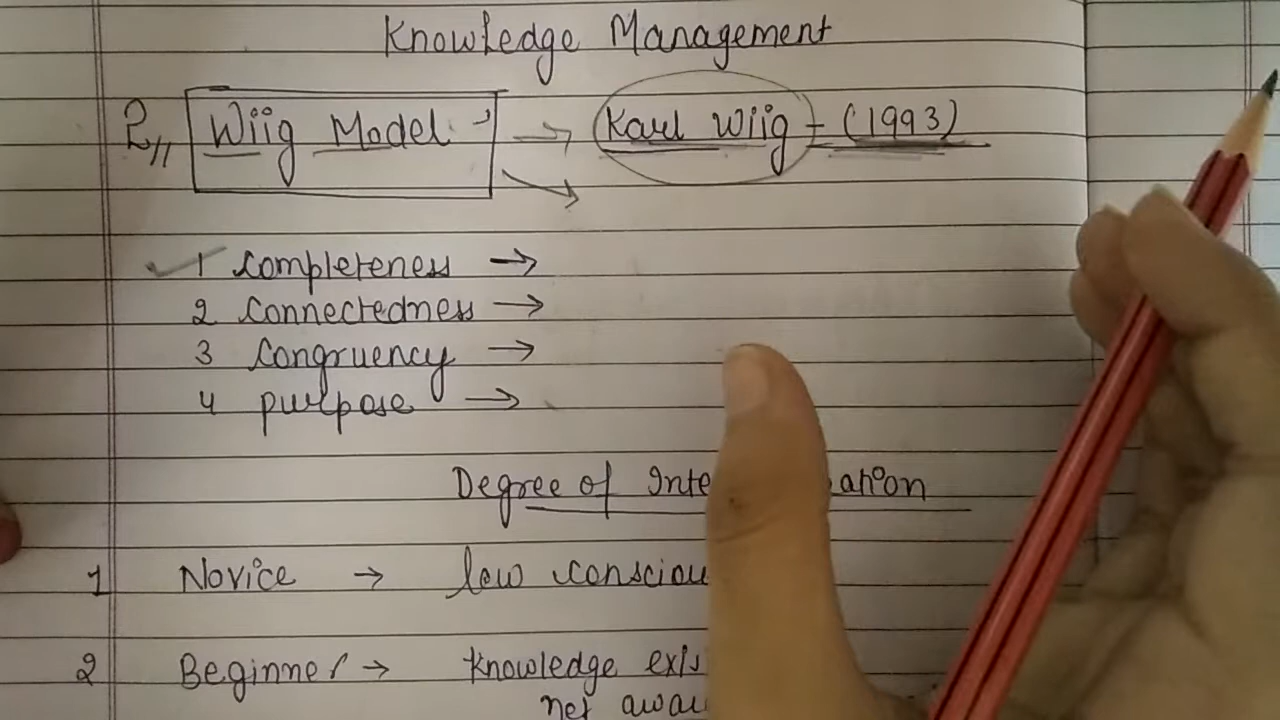 Knowledge Management
2 Wiig Model → Karl Wiig - (1993)
1 Completeness →
2 Connectedness →
3 Congruency →
4 Purpose →
Degree of
1 Novice → low
2 Beginner → Knowledge